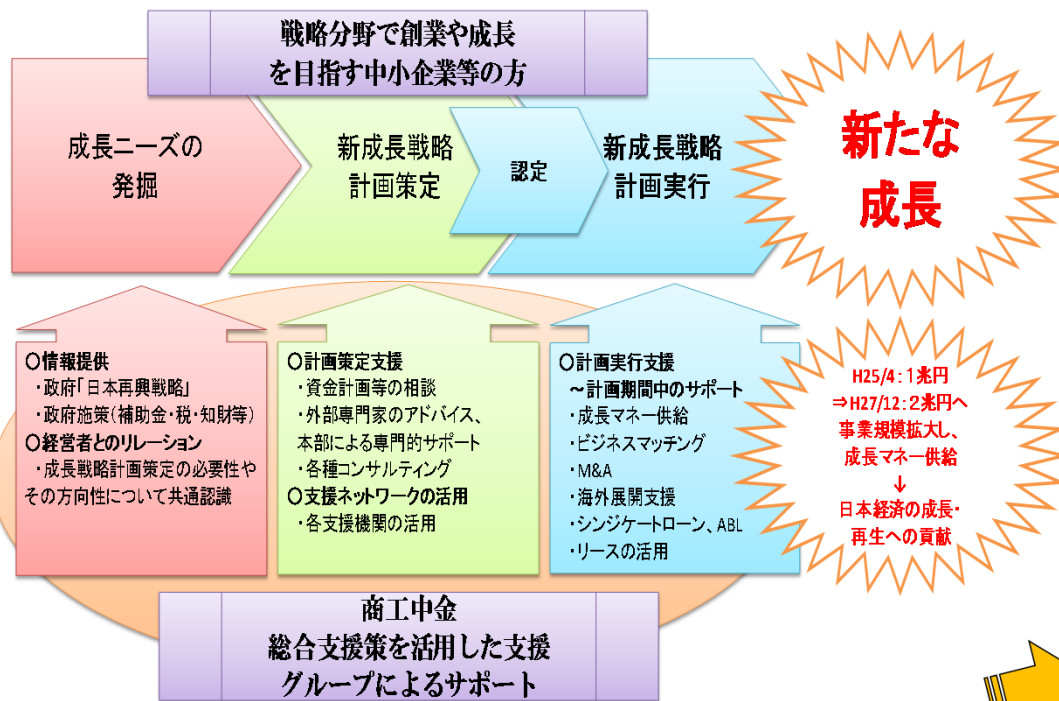 戦略分野で創業や成長
を目指す中小企業等の方
成長ニーズの
発掘
新成長戦略
計画策定
認定
新成長戦略
計画実行
新たな
成長
〇情報提供
・政府「日本再興戦略」
・政府施策(補助金・税・知財等)
〇経営者とのリレーション
・成長戦略計画策定の必要性や
その方向性について共通認識
〇計画策定支援
・資金計画等の相談
・外部専門家のアドバイス、
本部による専門的サポート
・各種コンサルティング
〇支援ネットワークの活用
・各支援機関の活用
〇計画実行支援
～計画期間中のサポート
・成長マネー供給
・ビジネスマッチング
・M&A
・海外展開支援
・シンジケートローン、ABL
・リースの活用
H25/4:1兆円
⇒H27/12:2兆円へ
事業規模拡大し、
成長マネー供給
↓
日本経済の成長・
再生への貢献
商工中金
総合支援策を活用した支援
グループによるサポート